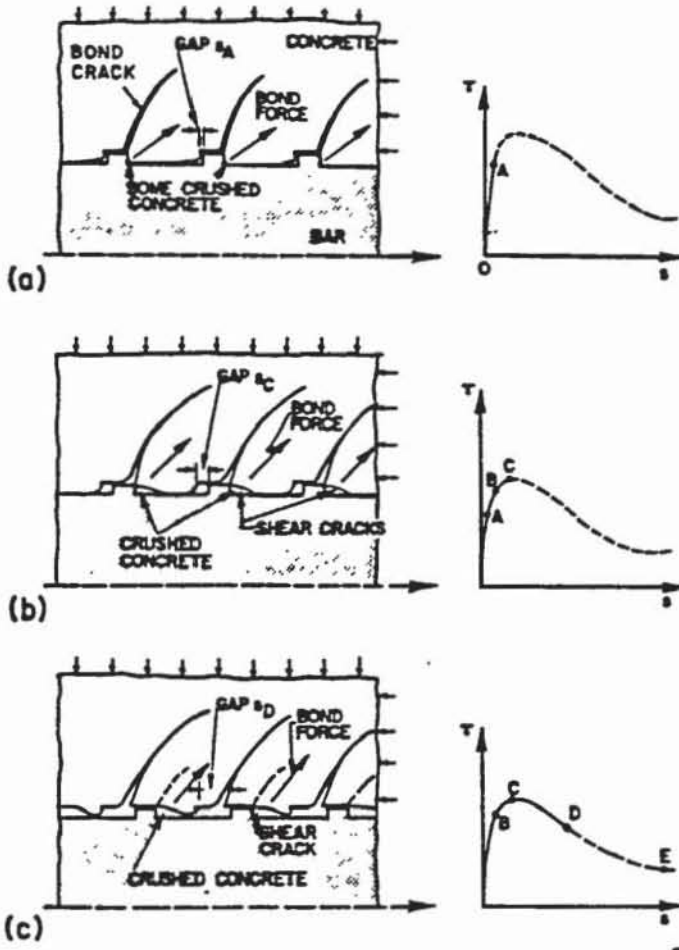 CONCRETE
GAP sA
BOND
CRACK
BOND
FORCE
SOME CRUSHED
CONCRETE
BAR
(a)
τ
A
O
s
GAP sC
BOND
FORCE
SHEAR CRACKS
CRUSHED
CONCRETE
(b)
τ
C
B
A
s
GAP sD
BOND
FORCE
SHEAR
CRACK
CRUSHED CONCRETE
(c)
τ
C
B
D
E
s